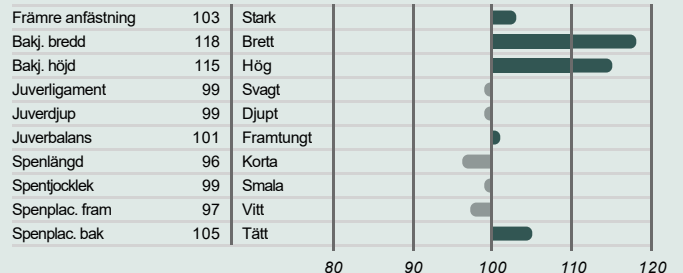 Främre anfästning 103 Stark
Bakj. bredd 118 Brett
Bakj. höjd 115 Hög
Juverligament 99 Svagt
Juverdjup 99 Djupt
Juverbalans 101 Framtungt
Spenlängd 96 Korta
Spentjocklek 99 Smala
Spenplac. fram 97 Vitt
Spenplac. bak 105 Tätt
80 90 100 110 120